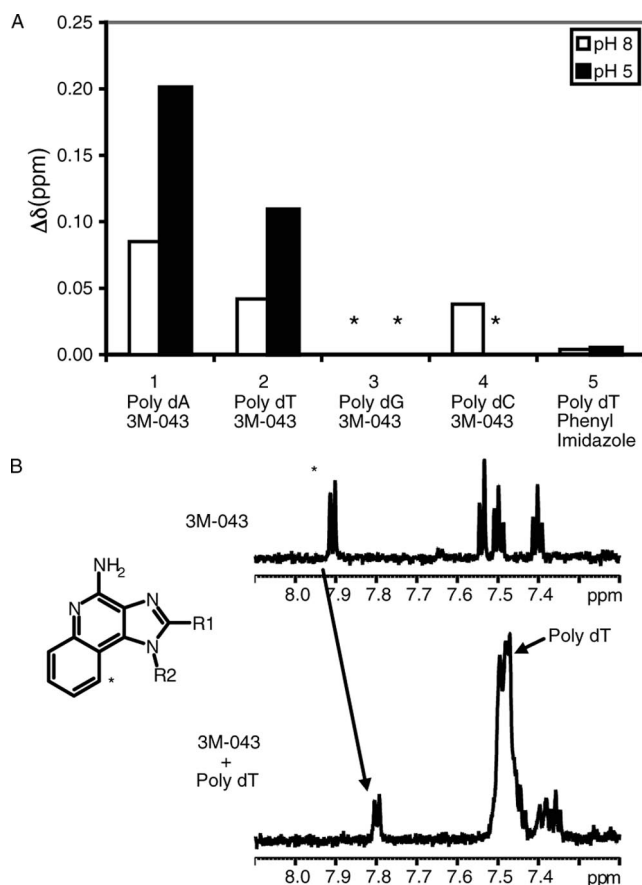 A
pH 8
pH 5
Δδ(ppm)
0.25
0.20
0.15
0.10
0.05
0.00
* * *
1 2 3 4 5
Poly dA Poly dT Poly dG Poly dC Poly dT
3M-043 3M-043 3M-043 3M-043 Phenyl
Imidazole
B
*
3M-043
8.0 7.9 7.8 7.7 7.6 7.5 7.4 ppm
NH2
N
N
R1
N
R2
*
Poly dT
3M-043
+
Poly dT
8.0 7.9 7.8 7.7 7.6 7.5 7.4 ppm